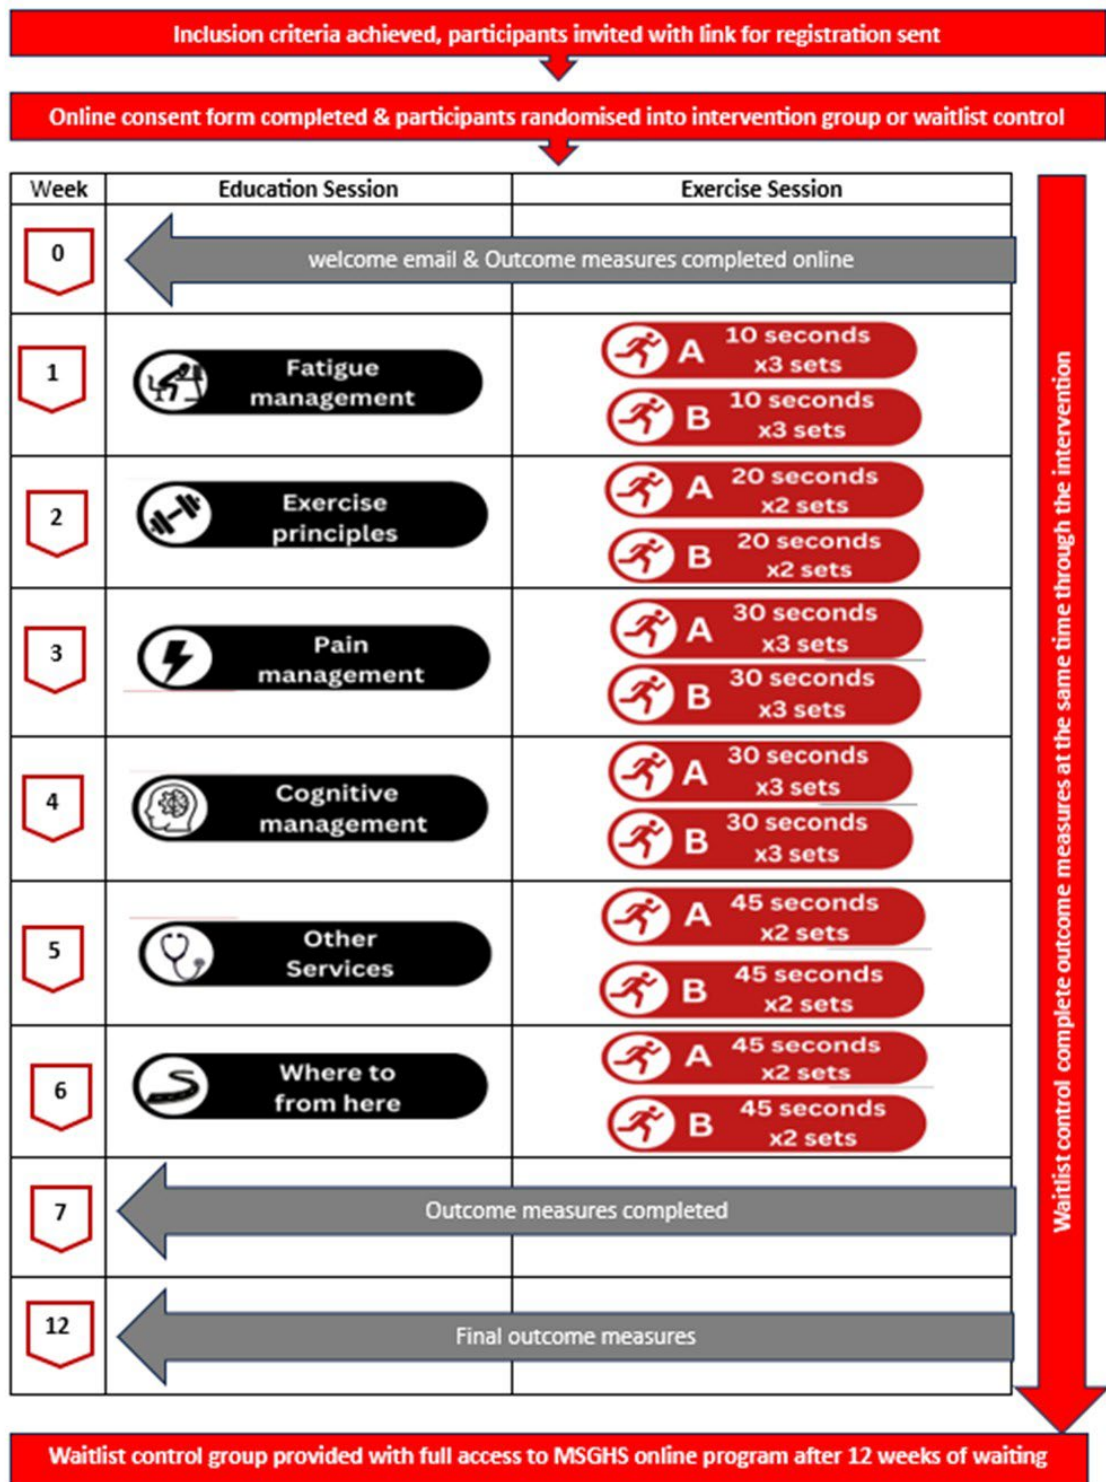 Inclusion criteria achieved, participants invited with link for registration sent
Online consent form completed & participants randomised into intervention group or waitlist control
Week Education Session Exercise Session
0 welcome email & Outcome measures completed online
1
Fatigue
management
A 10 seconds
x3 sets
B 10 seconds
x3 sets
2
Exercise
principles
A 20 seconds
x2 sets
B 20 seconds
x2 sets
3
Pain
management
A 30 seconds
x3 sets
B 30 seconds
x3 sets
4
Cognitive
management
A 30 seconds
x3 sets
B 30 seconds
x3 sets
5
Other
Services
A 45 seconds
x2 sets
B 45 seconds
x2 sets
6
Where to
from here
A 45 seconds
x2 sets
B 45 seconds
x2 sets
7 Outcome measures completed
12 Final outcome measures
Waitlist control complete outcome measures at the same time through the intervention
Waitlist control group provided with full access to MSGHS online program after 12 weeks of waiting